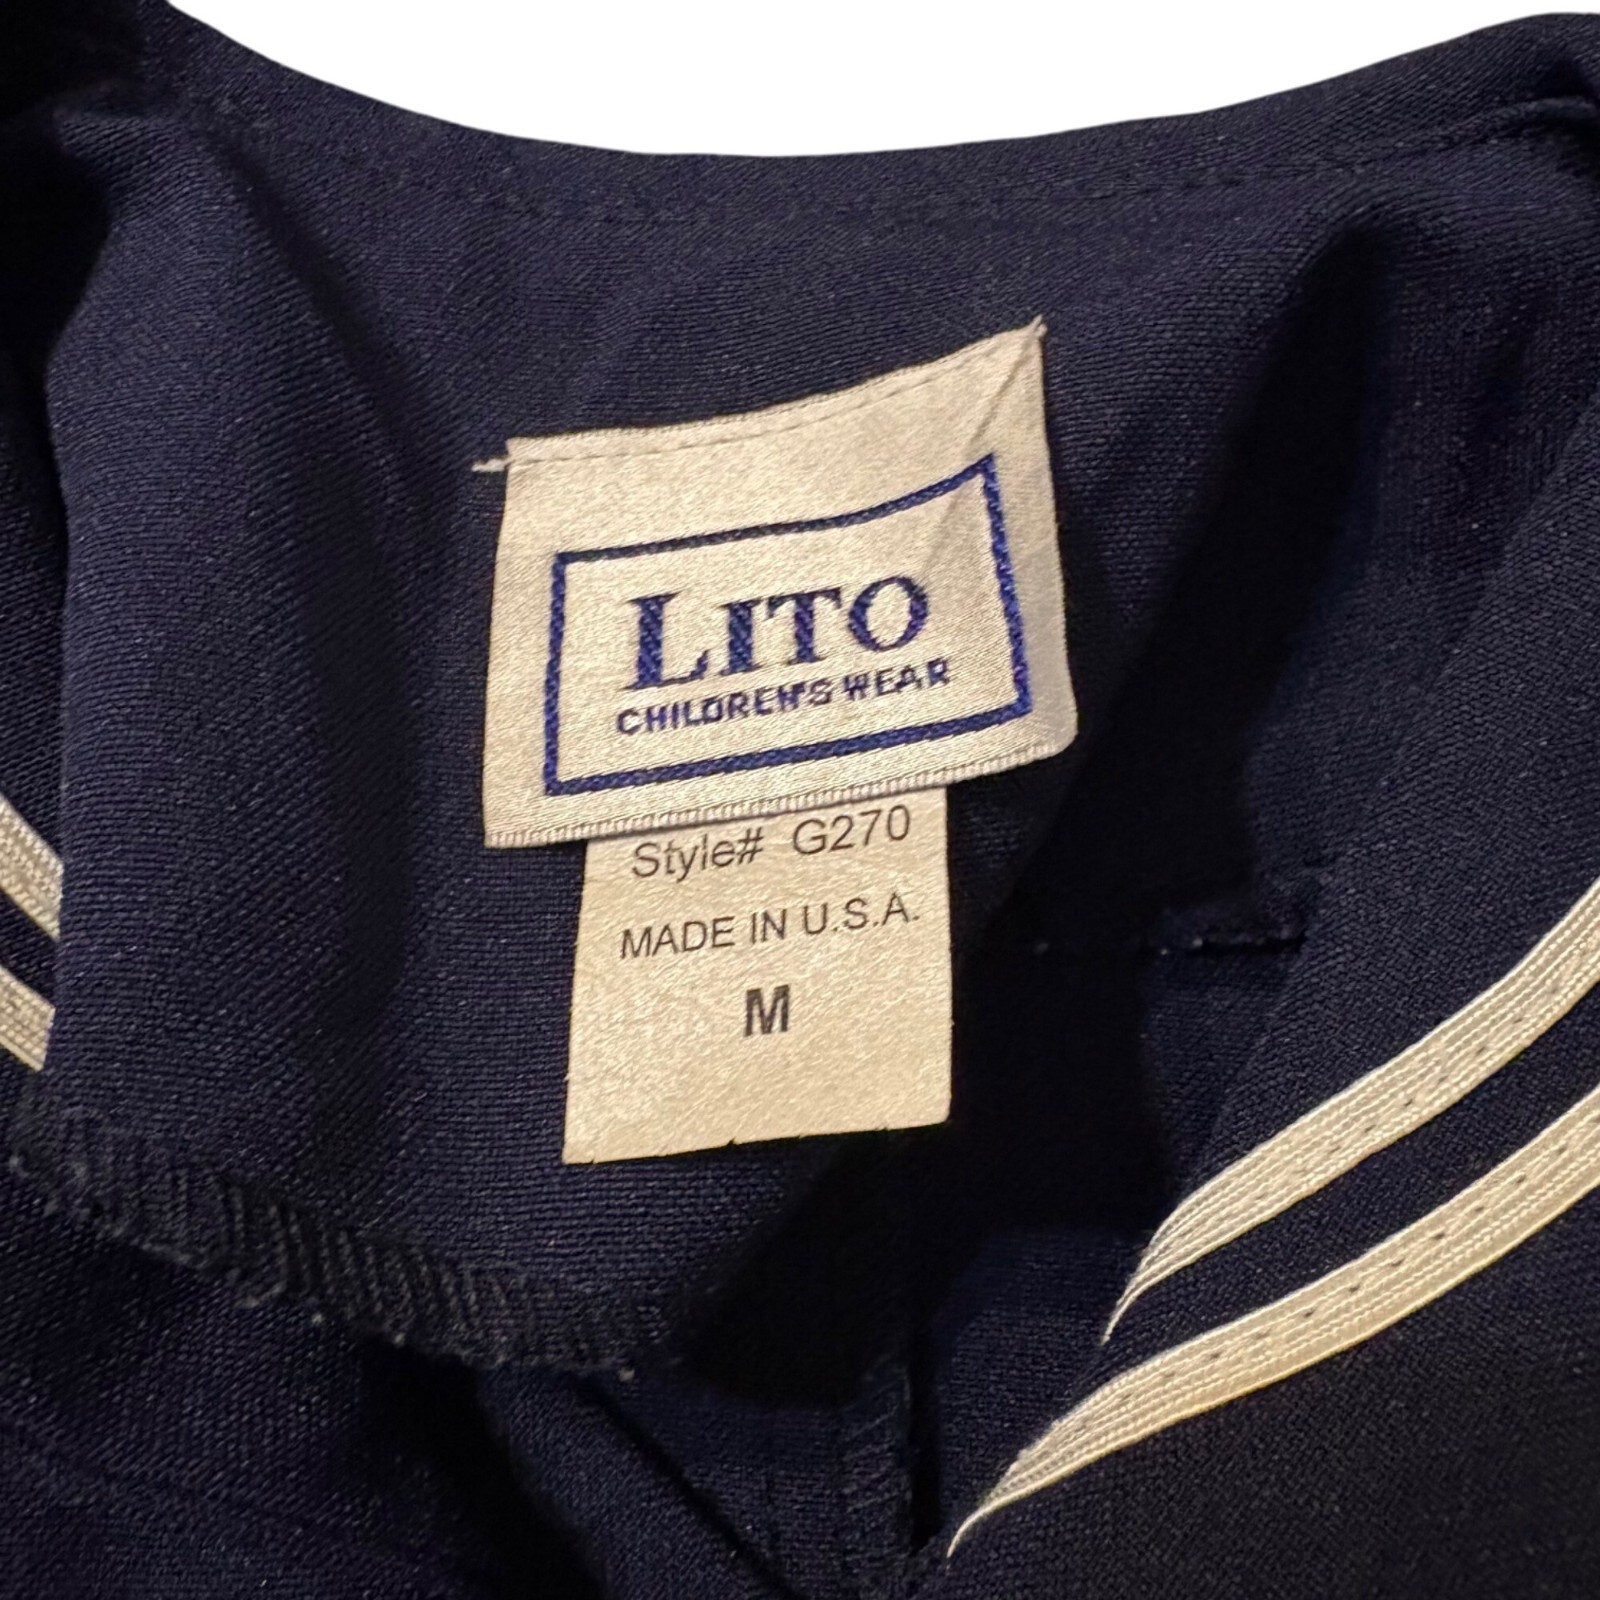 LITO
CHILDREN'S WEAR
Style# G270
MADE IN U.S.A.
M